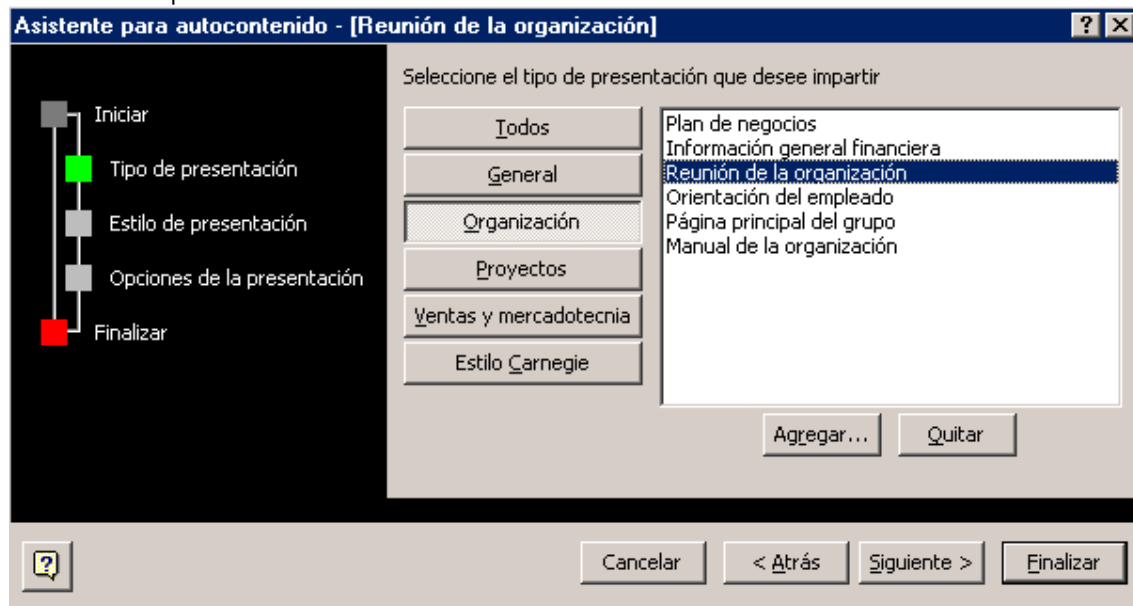 Asistente para autocontenido - [Reunión de la organización]
Seleccione el tipo de presentación que desee impartir
Iniciar
Tipo de presentación
Estilo de presentación
Opciones de la presentación
Finalizar
Todos
General
Organización
Proyectos
Ventas y mercadotecnia
Estilo Carnegie
Plan de negocios
Información general financiera
Reunión de la organización
Orientación del empleado
Página principal del grupo
Manual de la organización
Agregar... Quitar
Cancelar < Atrás Siguiente > Finalizar